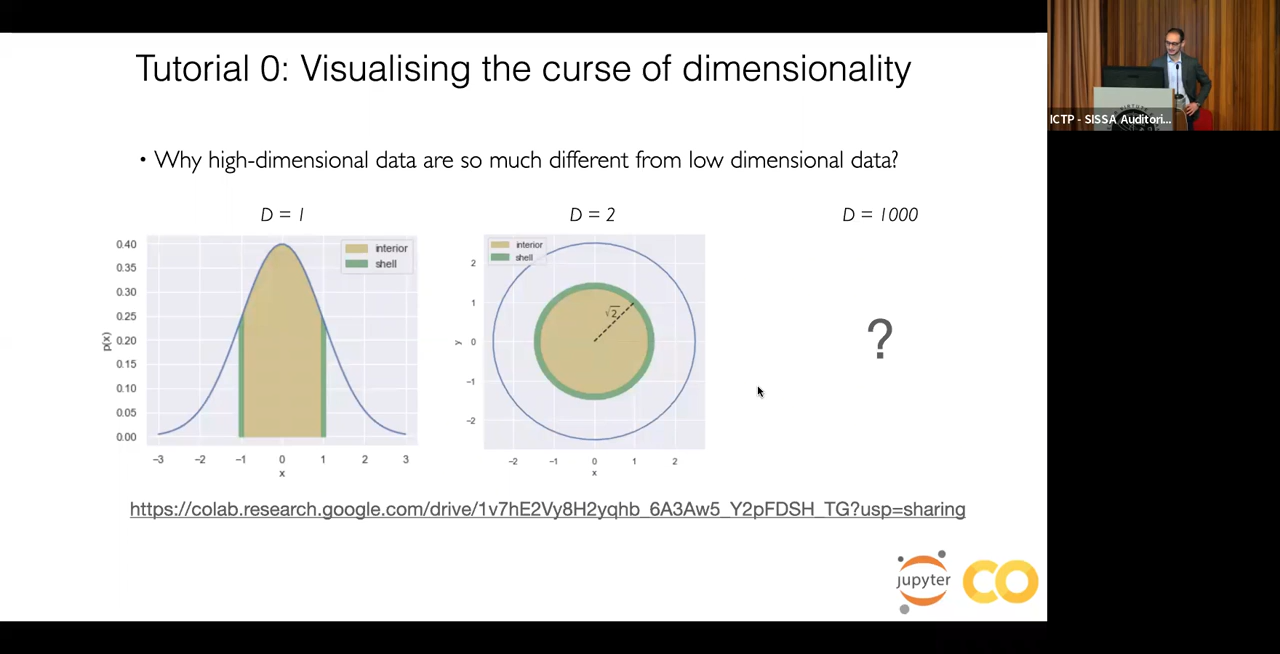 Tutorial 0: Visualising the curse of dimensionality
ICTP - SISSA Auditori...
• Why high-dimensional data are so much different from low dimensional data?
D = 1
D = 2
D = 1000
0.40
0.35
0.30
0.25
0.20
0.15
0.10
0.05
0.00
p(x)
interior
shell
−3 −2 −1 0 1 2 3
x
interior
shell
2
1
0
−1
−2
y
√2
−2 −1 0 1 2
x
?
https://colab.research.google.com/drive/1v7hE2Vy8H2yqhb_6A3Aw5_Y2pFDSH_TG?usp=sharing
jupyter
CO